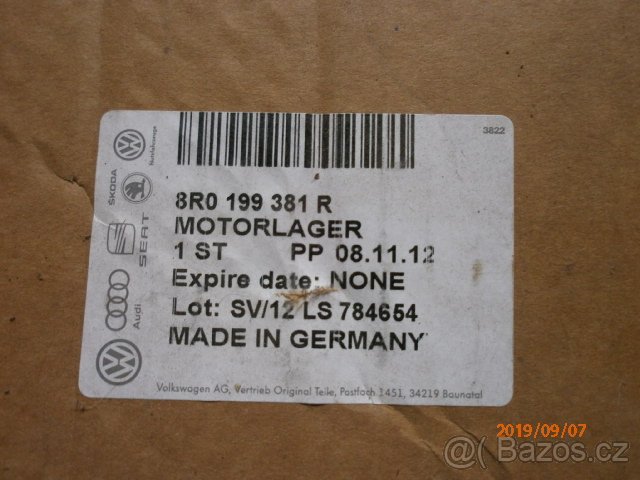 3822
8R0 199 381 R
MOTORLAGER
1 ST PP 08.11.12
Expire date: NONE
Lot: SV/12 LS 784654
MADE IN GERMANY
Volkswagen AG, Vertrieb Original Teile, Postfach 1451, 34219 Baunatal
Nutzfahrzeuge
ŠKODA
SEAT
Audi
2019/09/07
Bazoš.cz